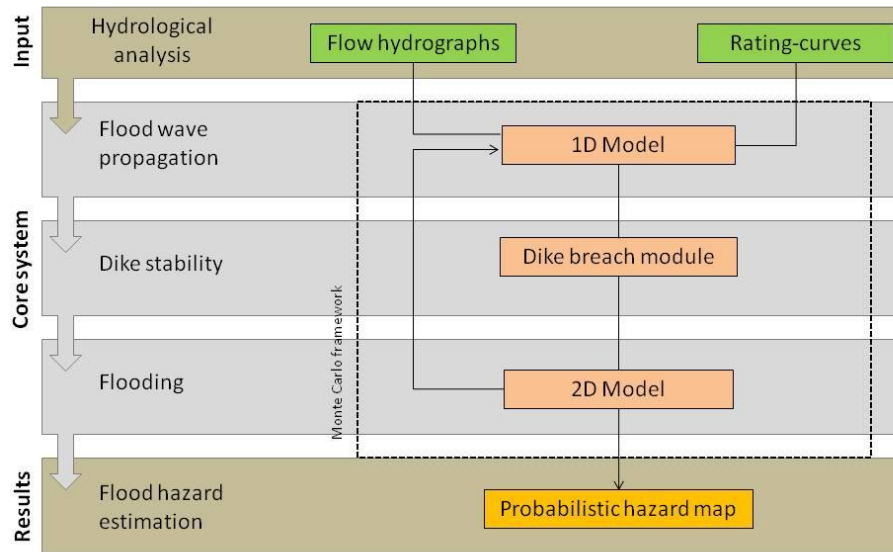 Input
Hydrological
analysis
Flow hydrographs
Rating-curves
Core system
Flood wave
propagation
1D Model
Dike stability
Dike breach module
Monte Carlo framework
Flooding
2D Model
Results
Flood hazard
estimation
Probabilistic hazard map